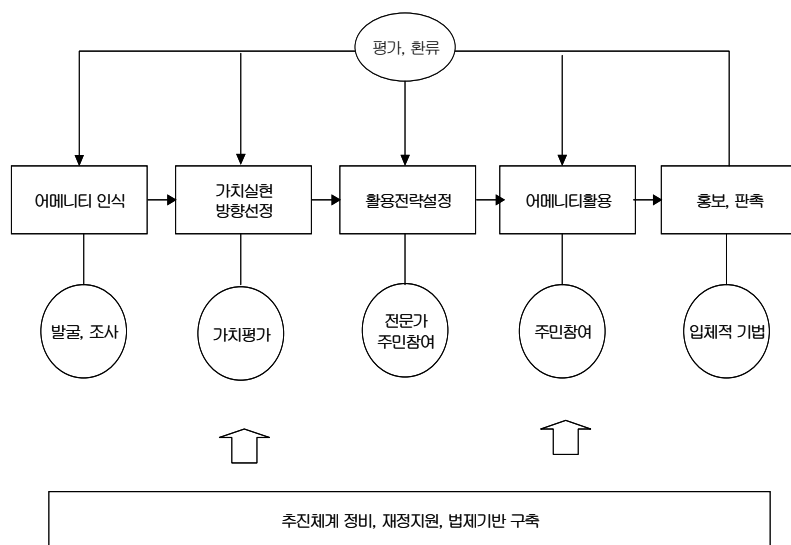 평가, 환류
어메니티 인식
가치실현
방향선정
활용전략설정
어메니티활용
홍보, 판촉
발굴, 조사
가치평가
전문가
주민참여
주민참여
입체적 기법
추진체계 정비, 재정지원, 법제기반 구축